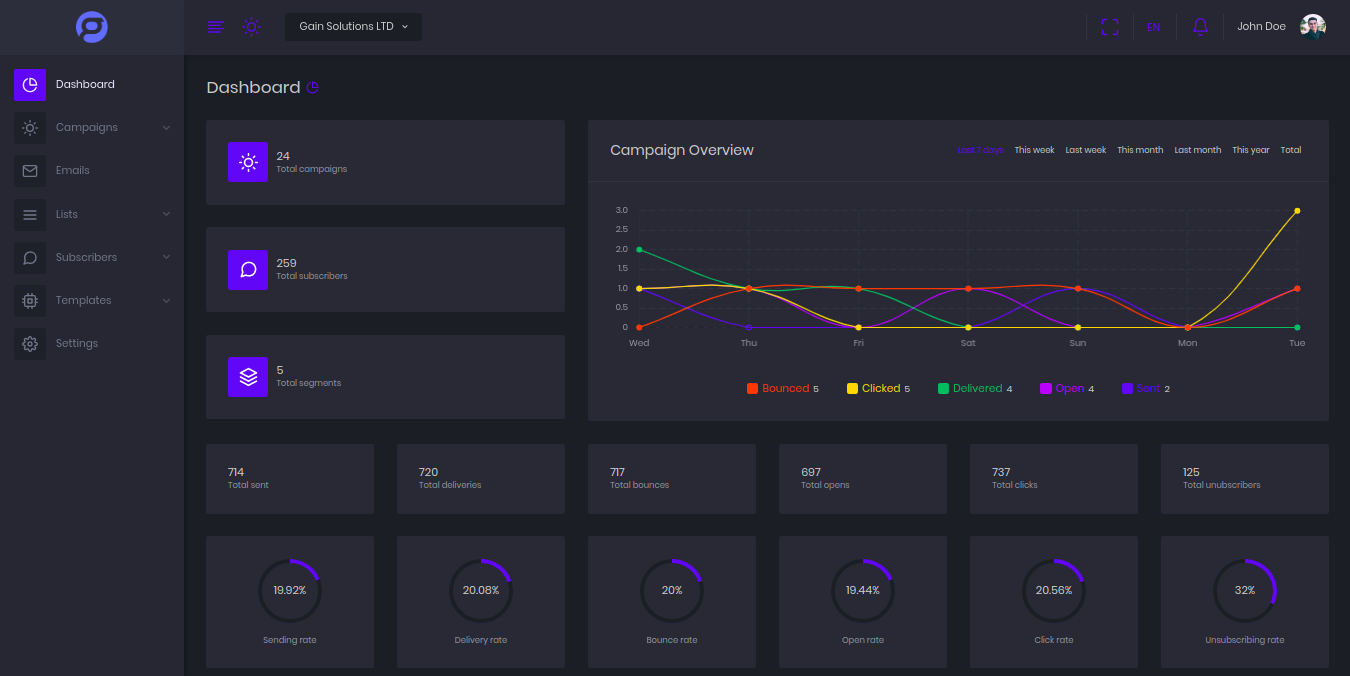 Gain Solutions LTD
EN
John Doe
Dashboard
Campaigns
Emails
Lists
Subscribers
Templates
Settings
Dashboard
24
Total campaigns
259
Total subscribers
5
Total segments
Campaign Overview
Last 7 days This week Last week This month Last month This year Total
3.0
2.5
2.0
1.5
1.0
0.5
0
Wed Thu Fri Sat Sun Mon Tue
Bounced 5 Clicked 5 Delivered 4 Open 4 Sent 2
714
Total sent
720
Total deliveries
717
Total bounces
697
Total opens
737
Total clicks
125
Total unubscribers
19.92%
Sending rate
20.08%
Delivery rate
20%
Bounce rate
19.44%
Open rate
20.56%
Click rate
32%
Unsubscribing rate